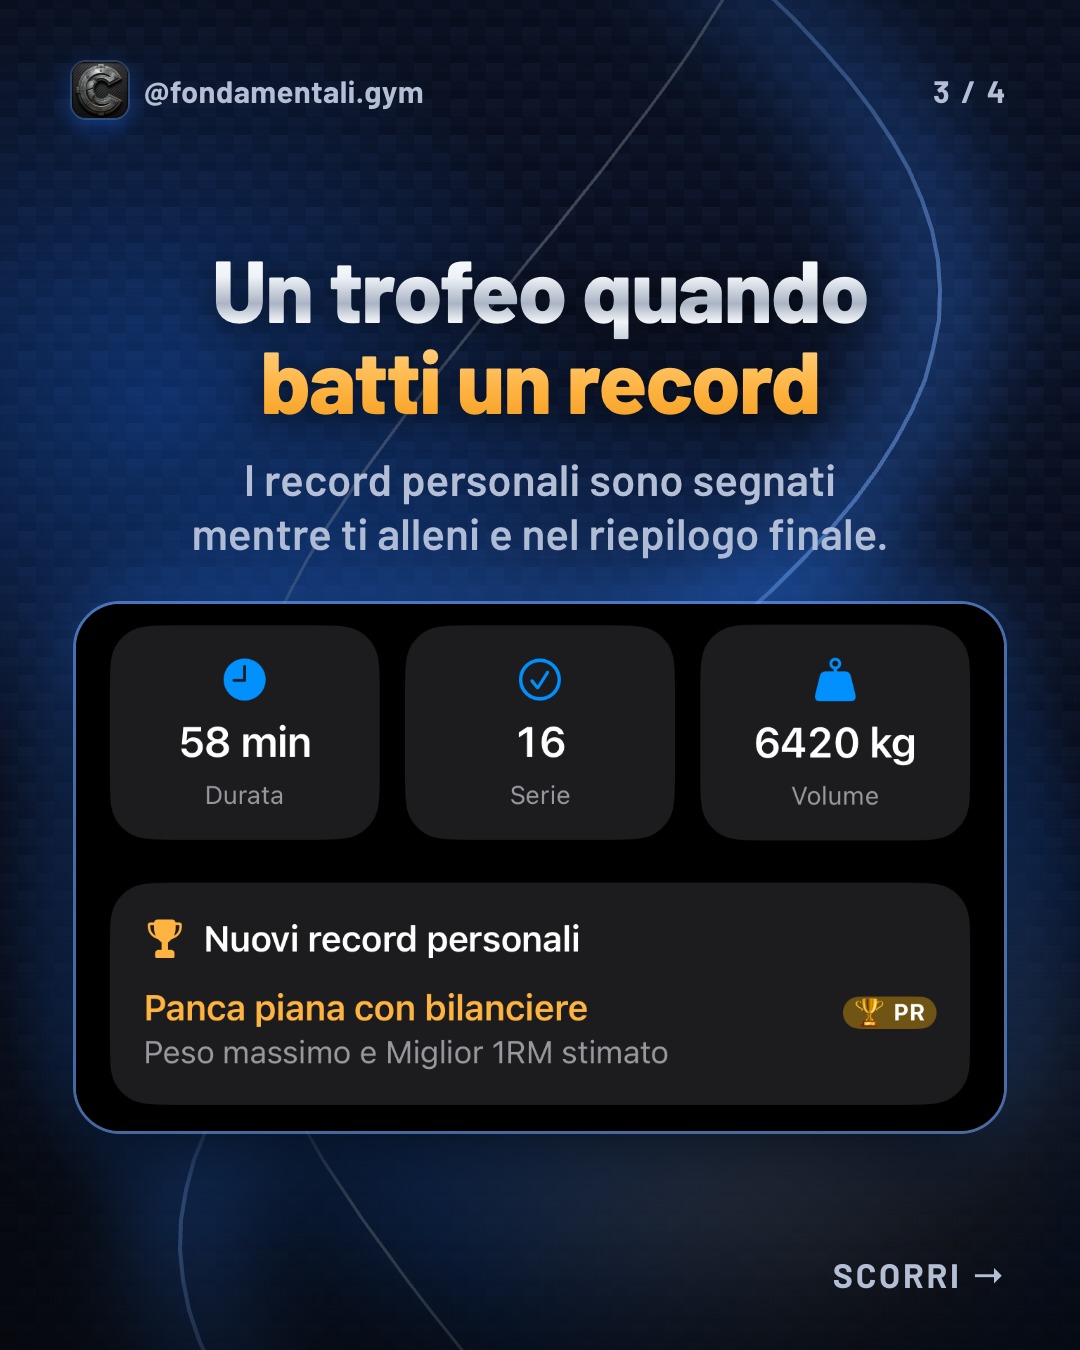 @fondamentali.gym
3 / 4
Un trofeo quando
batti un record
I record personali sono segnati
mentre ti alleni e nel riepilogo finale.
58 min
Durata
16
Serie
6420 kg
Volume
Nuovi record personali
Panca piana con bilanciere
PR
Peso massimo e Miglior 1RM stimato
SCORRI →